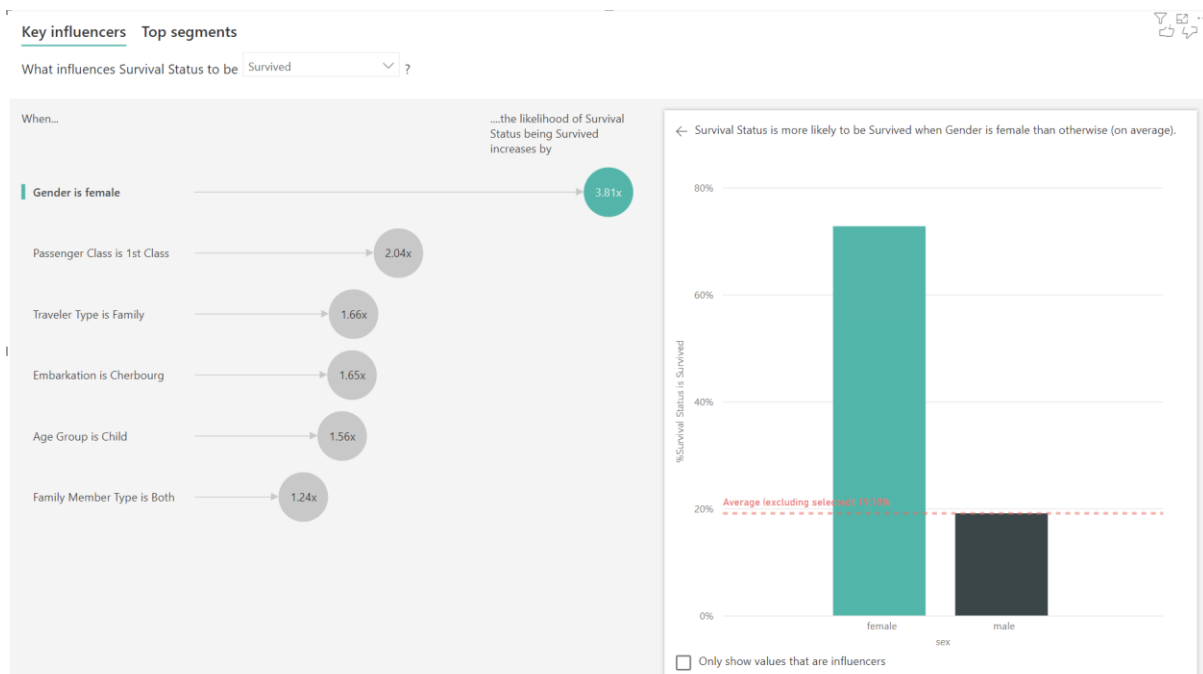 Key influencers Top segments
What influences Survival Status to be Survived ?
When...
....the likelihood of Survival
Status being Survived
increases by
Gender is female 3.81x
Passenger Class is 1st Class 2.04x
Traveler Type is Family 1.66x
Embarkation is Cherbourg 1.65x
Age Group is Child 1.56x
Family Member Type is Both 1.24x
← Survival Status is more likely to be Survived when Gender is female than otherwise (on average).
%Survival Status is Survived
80%
60%
40%
Average (excluding selected)
20%
0%
female male
sex
Only show values that are influencers